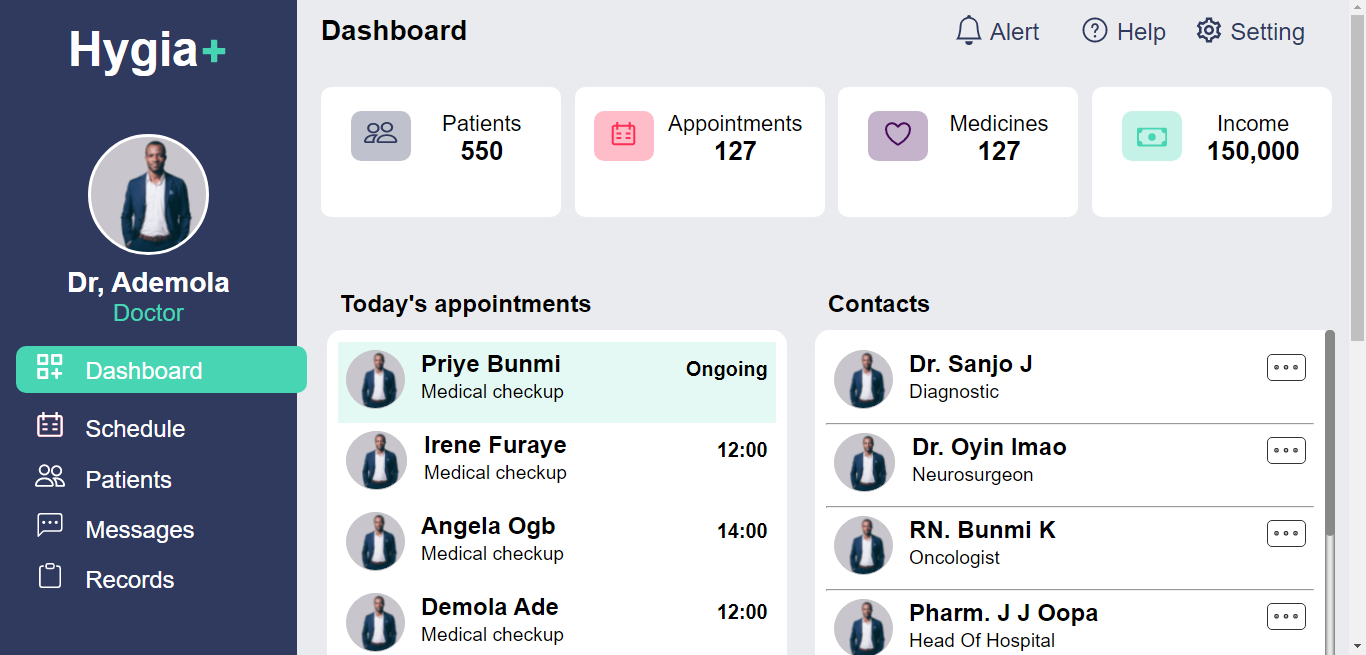 Hygia+
Dr, Ademola
Doctor
Dashboard
Schedule
Patients
Messages
Records
Dashboard
Alert
Help
Setting
Patients
550
Appointments
127
Medicines
127
Income
150,000
Today's appointments
Priye Bunmi
Medical checkup
Ongoing
Irene Furaye
Medical checkup
12:00
Angela Ogb
Medical checkup
14:00
Demola Ade
Medical checkup
12:00
Contacts
Dr. Sanjo J
Diagnostic
Dr. Oyin Imao
Neurosurgeon
RN. Bunmi K
Oncologist
Pharm. J J Oopa
Head Of Hospital